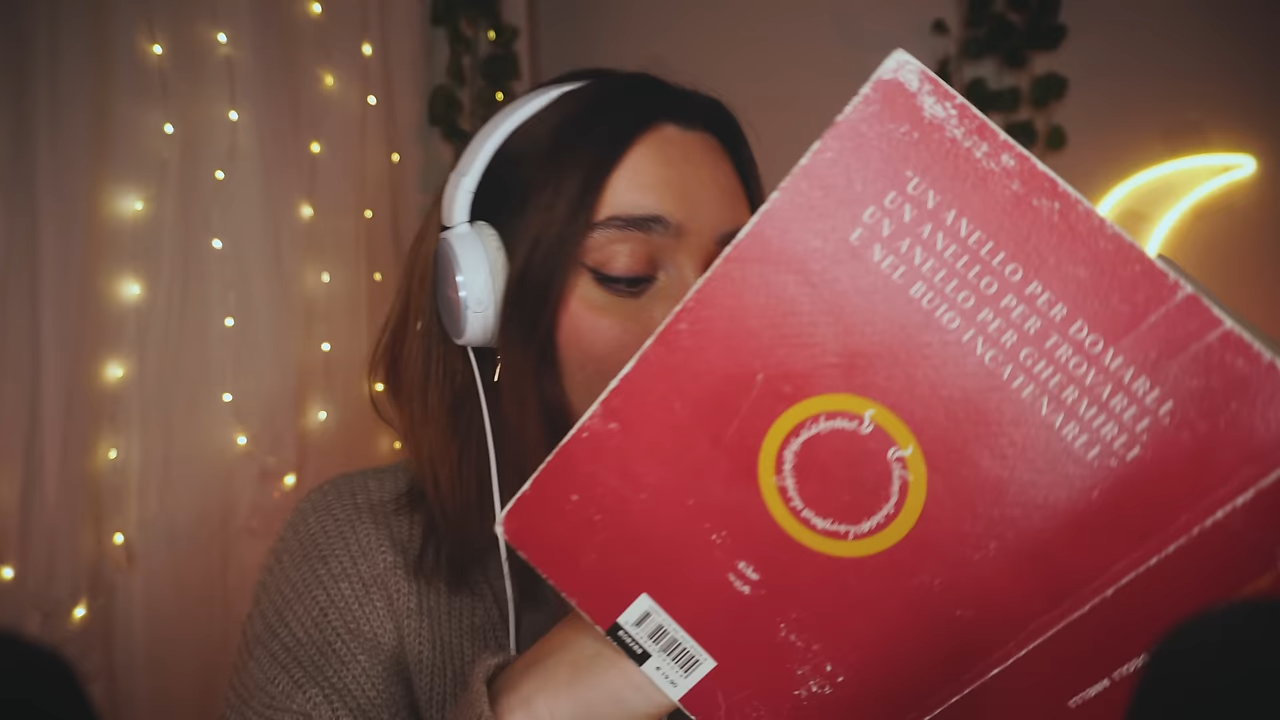 "UN ANELLO PER DOMARLI,
UN ANELLO PER TROVARLI,
UN ANELLO PER GHERMIRLI
E NEL BUIO INCATENARLI."